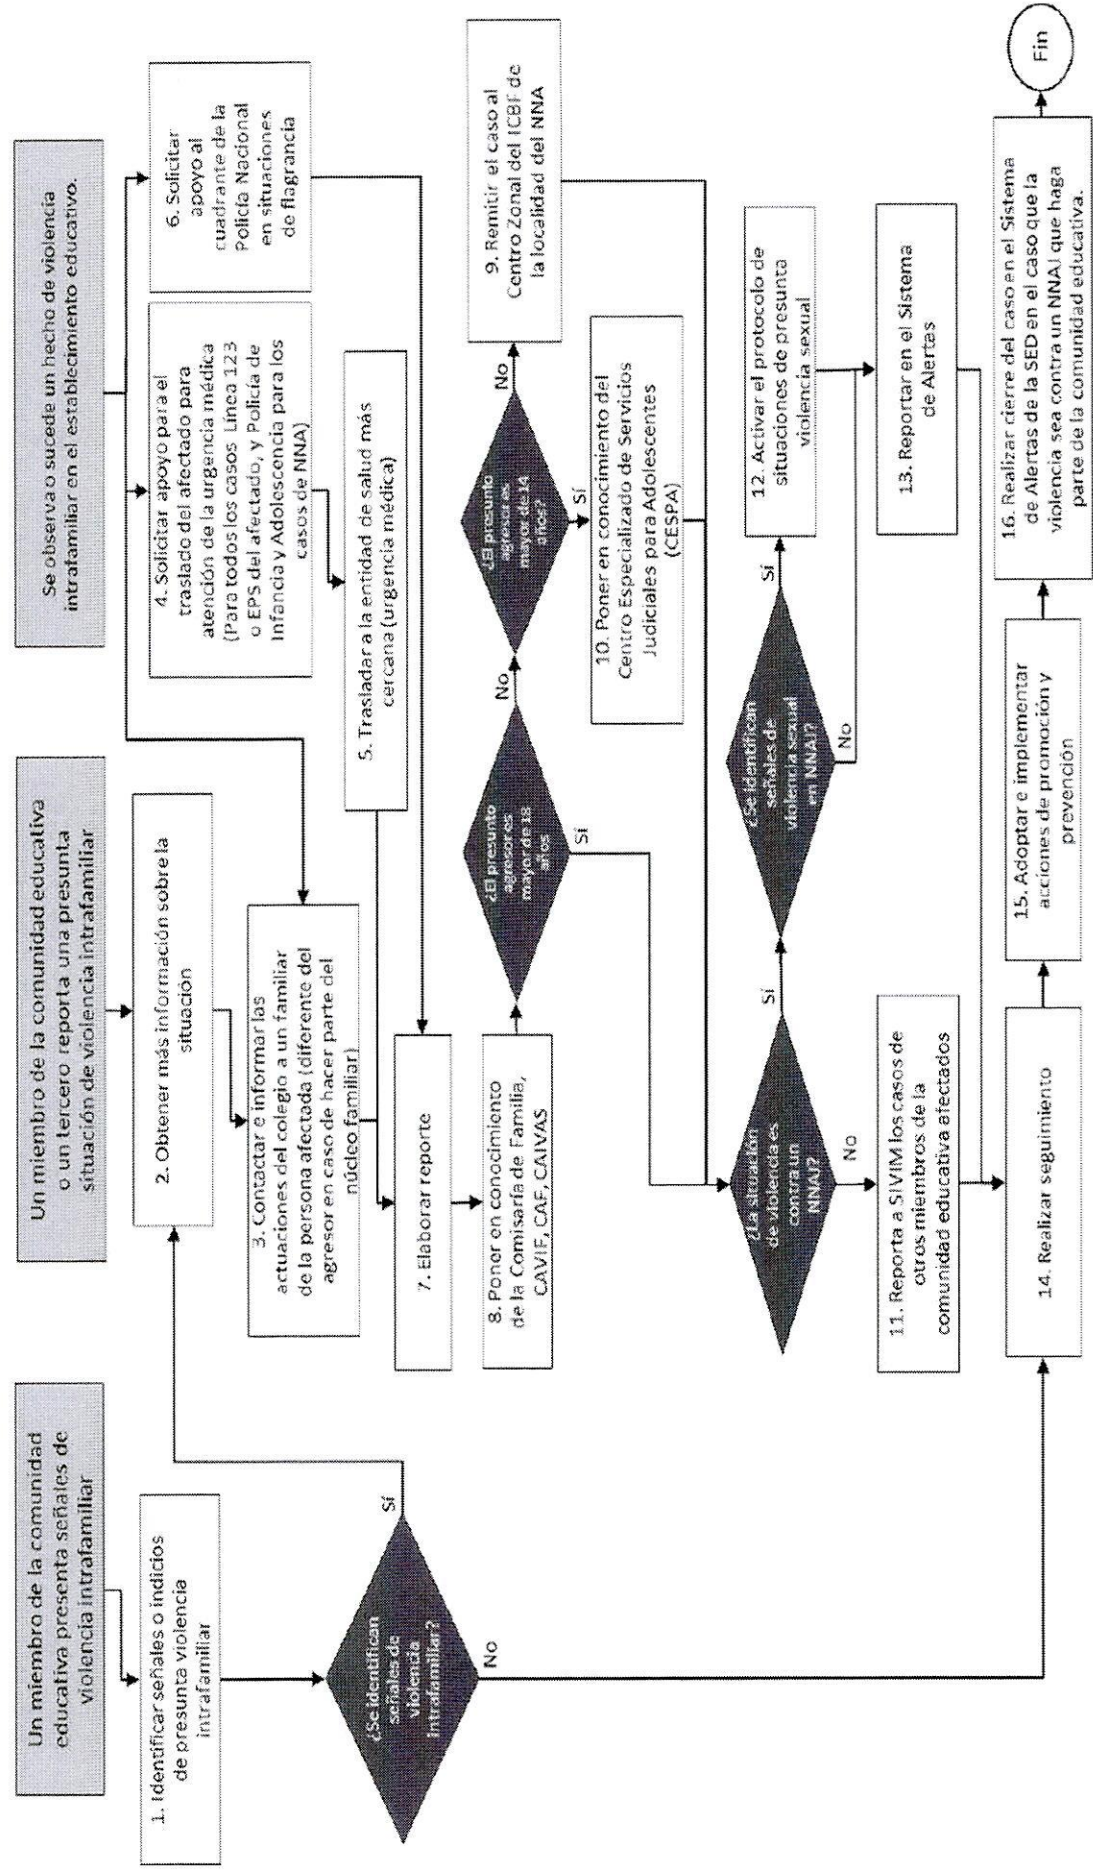 Un miembro de la comunidad
educativa presenta señales de
violencia intrafamiliar
Un miembro de la comunidad educativa
o un tercero reporta una presunta
situación de violencia intrafamiliar
Se observa o sucede un hecho de violencia
intrafamiliar en el establecimiento educativo.
1. Identificar señales o indicios
de presunta violencia
intrafamiliar
2. Obtener más información sobre la
situación
3. Contactar e informar las
actuaciones del colegio a un familiar
de la persona afectada (diferente del
agresor en caso de hacer parte del
núcleo familiar)
4. Solicitar apoyo para el
traslado del afectado para
atención de la urgencia médica
(Para todos los casos Línea 123
o EPS del afectado, y Policía de
Infancia y Adolescencia para los
casos de NNA)
6. Solicitar
apoyo al
cuadrante de la
Policía Nacional
en situaciones
de flagrancia
5. Trasladar a la entidad de salud más
cercana (urgencia médica)
¿Se identifican
señales de
violencia
intrafamiliar?
Sí
No
7. Elaborar reporte
8. Poner en conocimiento
de la Comisaría de Familia,
CAVIF, CAF, CAIVAS
¿El presunto
agresor es
mayor de 18
años
No
Sí
¿El presunto
agresor es
mayor de 14
años?
No
Sí
9. Remitir el caso al
Centro Zonal del ICBF de
la localidad del NNA
10. Poner en conocimiento del
Centro Especializado de Servicios
Judiciales para Adolescentes
(CESPA)
¿La situación
de violencia es
contra un
NNAJ?
Sí
No
¿Se identifican
señales de
violencia sexual
en NNAJ?
Sí
No
12. Activar el protocolo de
situaciones de presunta
violencia sexual
11. Reporta a SIVIM los casos de
otros miembros de la
comunidad educativa afectados
13. Reportar en el Sistema
de Alertas
14. Realizar seguimiento
15. Adoptar e implementar
acciones de promoción y
prevención
16. Realizar cierre del caso en el Sistema
de Alertas de la SED en el caso que la
violencia sea contra un NNAJ que haga
parte de la comunidad educativa.
Fin